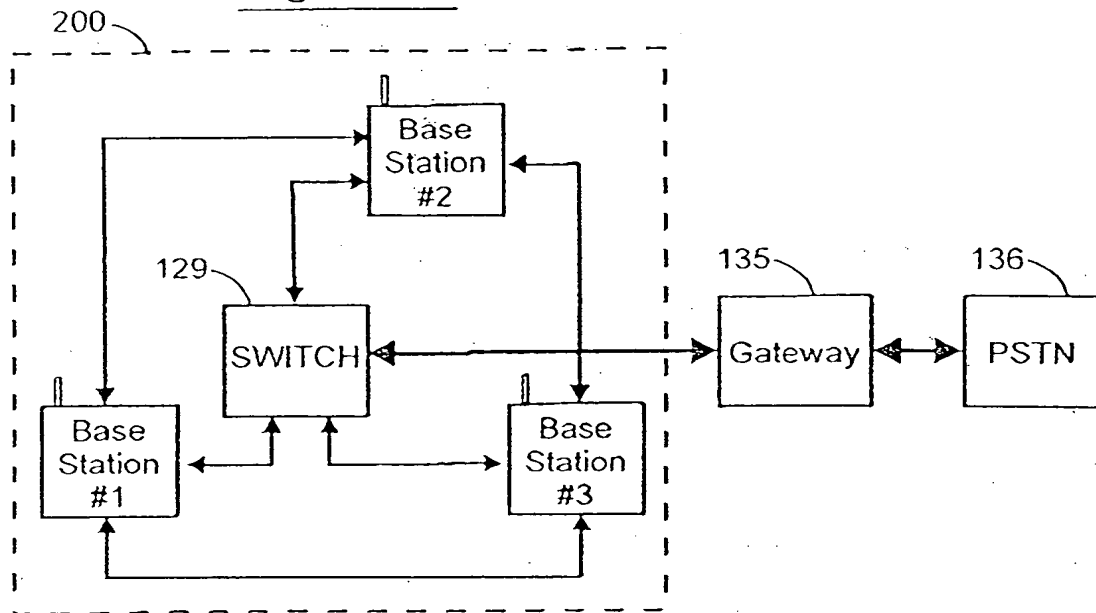 200
Base
Station
#2
129
135
136
SWITCH
Gateway
PSTN
Base
Station
#1
Base
Station
#3